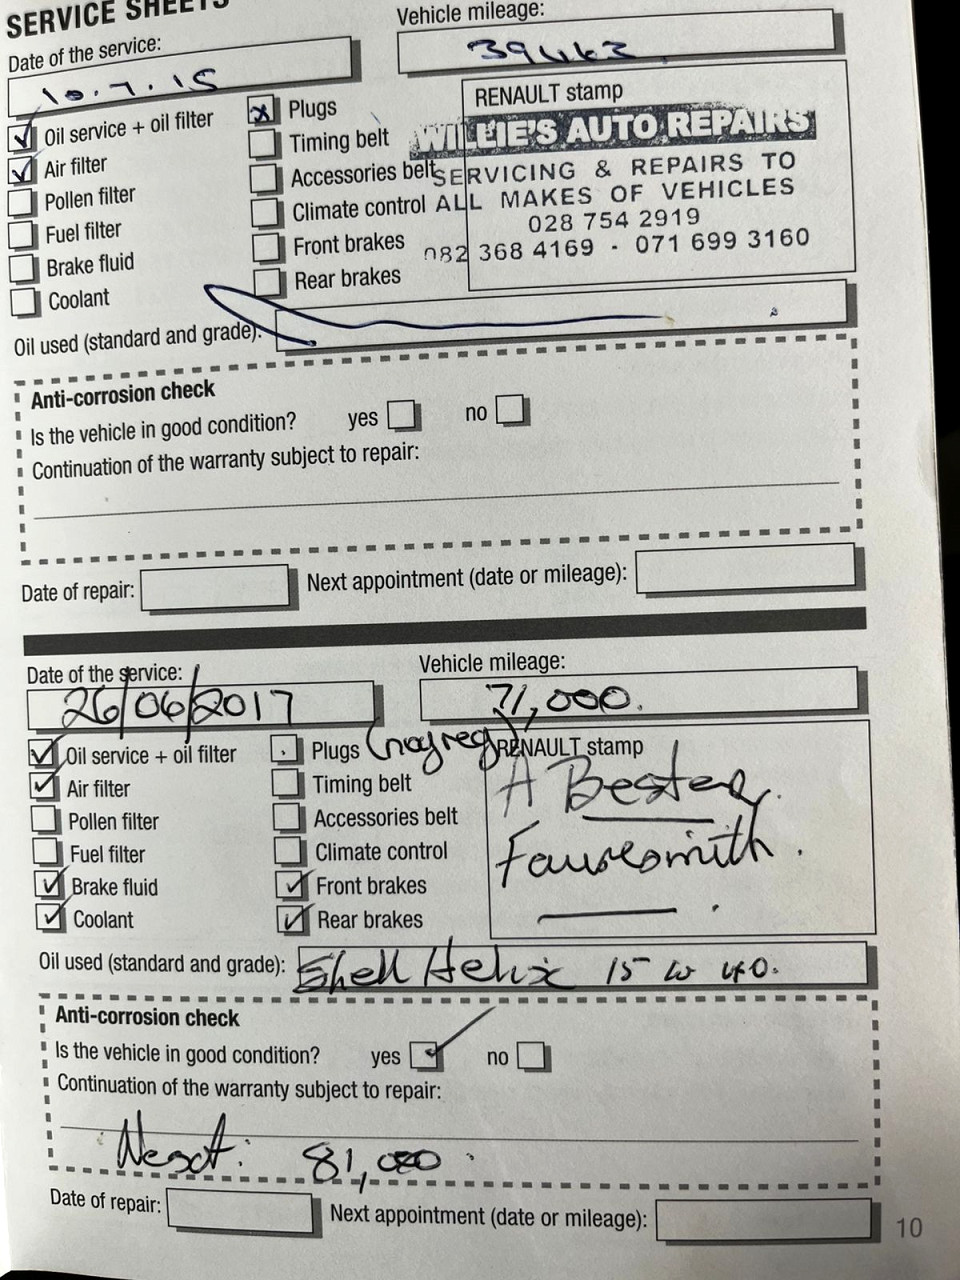 SERVICE SHEETS
Date of the service:
Vehicle mileage:
10.7.15
39463
Oil service + oil filter
Plugs
RENAULT stamp
Air filter
Timing belt
WILLIE'S AUTO REPAIRS
Pollen filter
Accessories belt
SERVICING & REPAIRS TO
Fuel filter
Climate control
ALL MAKES OF VEHICLES
Brake fluid
Front brakes
028 754 2919
Coolant
Rear brakes
082 368 4169 - 071 699 3160
Oil used (standard and grade):
Anti-corrosion check
Is the vehicle in good condition? yes no
Continuation of the warranty subject to repair:
Date of repair:
Next appointment (date or mileage):
Date of the service:
Vehicle mileage:
26/06/2017
71,000.
Oil service + oil filter
Plugs
RENAULT stamp
Air filter
Timing belt
A Bester
Pollen filter
Accessories belt
Fauresmith.
Fuel filter
Climate control
Brake fluid
Front brakes
Coolant
Rear brakes
Oil used (standard and grade): Shell Helix 15 W 40.
Anti-corrosion check
Is the vehicle in good condition? yes no
Continuation of the warranty subject to repair:
Next: 81,000
Date of repair:
Next appointment (date or mileage):
10